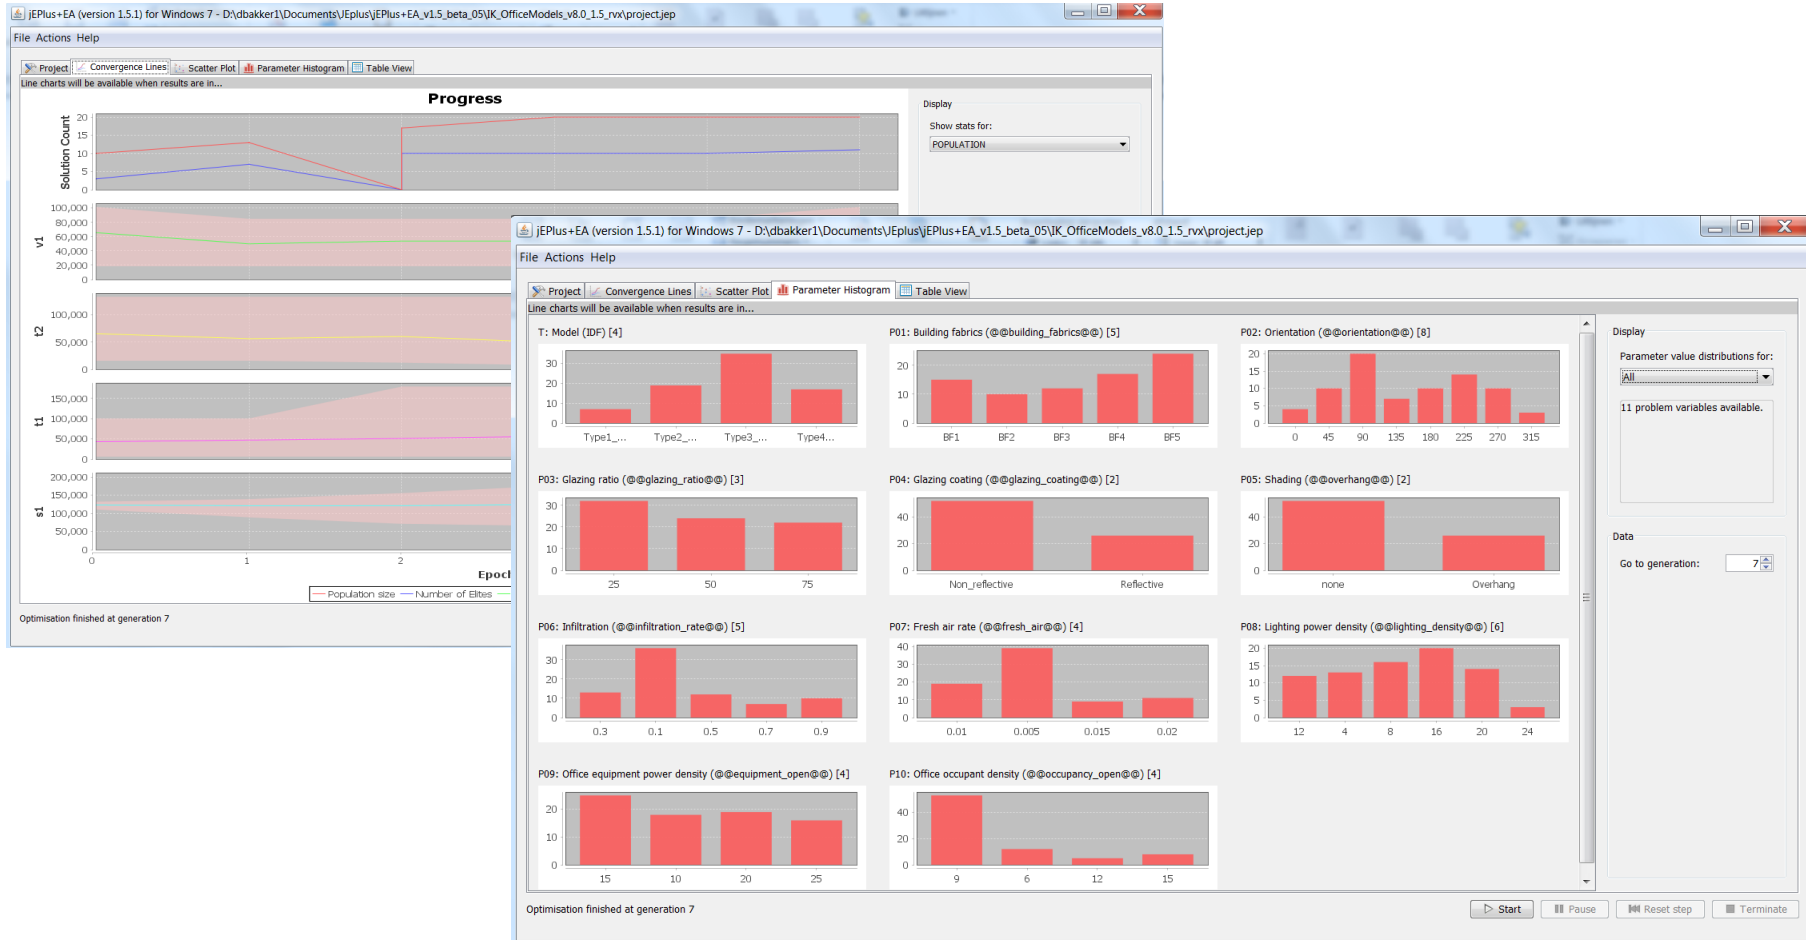 jEPlus+EA (version 1.5.1) for Windows 7 - D:\dbakker1\Documents\JEplus\jEPlus+EA_v1.5_beta_05\IK_OfficeModels_v8.0_1.5_rvx\project.jep
File Actions Help
Project Convergence Lines Scatter Plot Parameter Histogram Table View
Line charts will be available when results are in...
Progress
Solution Count
20
15
10
5
0
v1
100,000
80,000
60,000
40,000
20,000
0
t2
100,000
50,000
0
t1
150,000
100,000
50,000
0
s1
200,000
150,000
100,000
50,000
0
0 1 2
Epoch
Population size Number of Elites
Display
Show stats for:
POPULATION
Optimisation finished at generation 7
jEPlus+EA (version 1.5.1) for Windows 7 - D:\dbakker1\Documents\JEplus\jEPlus+EA_v1.5_beta_05\IK_OfficeModels_v8.0_1.5_rvx\project.jep
File Actions Help
Project Convergence Lines Scatter Plot Parameter Histogram Table View
Line charts will be available when results are in...
T: Model (IDF) [4]
30
20
10
0
Type1_... Type2_... Type3_... Type4...
P01: Building fabrics (@@building_fabrics@@) [5]
20
10
0
BF1 BF2 BF3 BF4 BF5
P02: Orientation (@@orientation@@) [8]
20
15
10
5
0
0 45 90 135 180 225 270 315
P03: Glazing ratio (@@glazing_ratio@@) [3]
30
20
10
0
25 50 75
P04: Glazing coating (@@glazing_coating@@) [2]
40
20
0
Non_reflective Reflective
P05: Shading (@@overhang@@) [2]
40
20
0
none Overhang
P06: Infiltration (@@infiltration_rate@@) [5]
30
20
10
0
0.3 0.1 0.5 0.7 0.9
P07: Fresh air rate (@@fresh_air@@) [4]
40
30
20
10
0
0.01 0.005 0.015 0.02
P08: Lighting power density (@@lighting_density@@) [6]
20
15
10
5
0
12 4 8 16 20 24
P09: Office equipment power density (@@equipment_open@@) [4]
20
10
0
15 10 20 25
P10: Office occupant density (@@occupancy_open@@) [4]
40
20
0
9 6 12 15
Display
Parameter value distributions for:
All
11 problem variables available.
Data
Go to generation: 7
Optimisation finished at generation 7
Start Pause Reset step Terminate